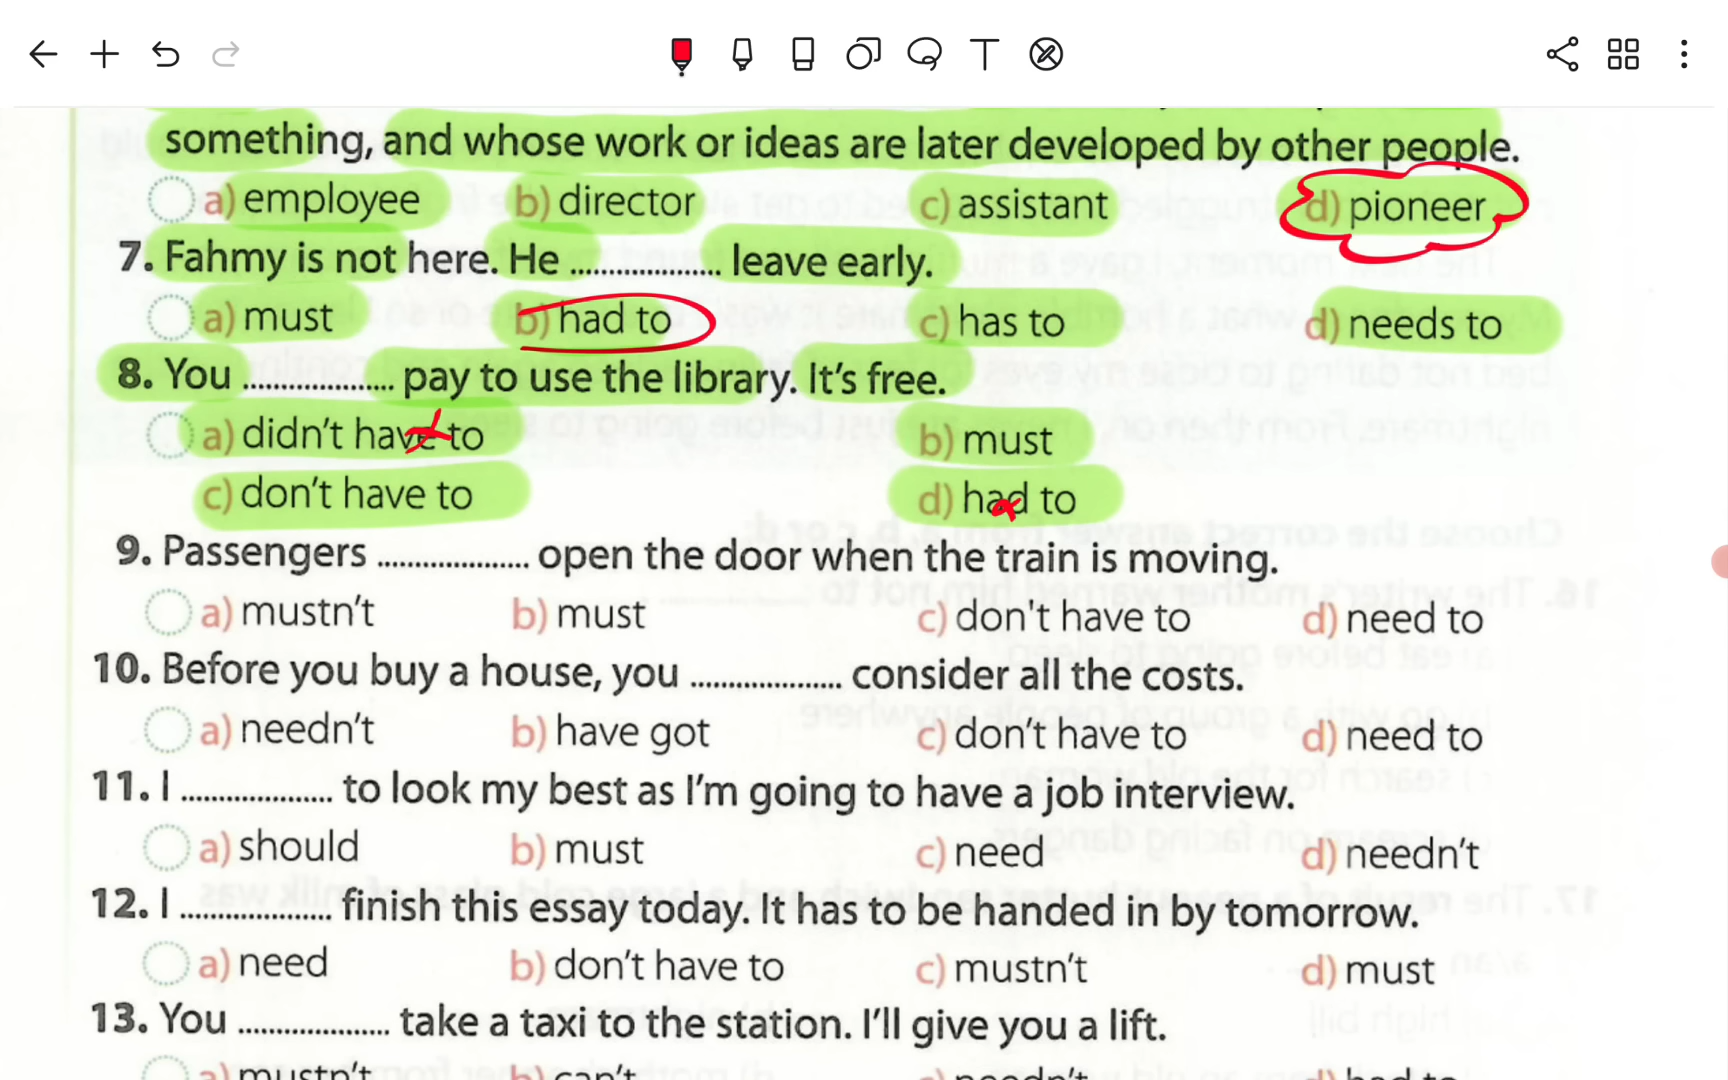 something, and whose work or ideas are later developed by other people.
a) employee b) director c) assistant d) pioneer
7. Fahmy is not here. He .................. leave early.
a) must b) had to c) has to d) needs to
8. You .................. pay to use the library. It's free.
a) didn't have to b) must
c) don't have to d) had to
9. Passengers .................. open the door when the train is moving.
a) mustn't b) must c) don't have to d) need to
10. Before you buy a house, you .................. consider all the costs.
a) needn't b) have got c) don't have to d) need to
11. I .................. to look my best as I'm going to have a job interview.
a) should b) must c) need d) needn't
12. I .................. finish this essay today. It has to be handed in by tomorrow.
a) need b) don't have to c) mustn't d) must
13. You .................. take a taxi to the station. I'll give you a lift.
a) mustn't b) can't c) needn't d) had to